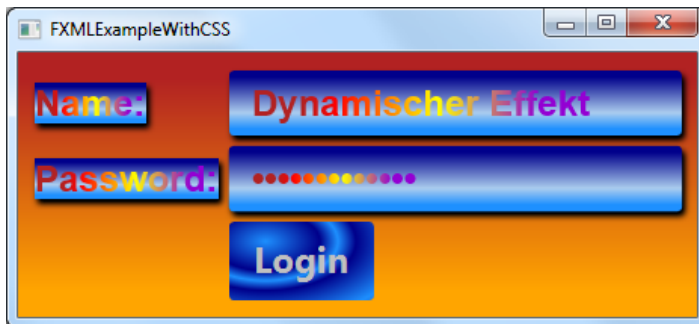 FXMLExampleWithCSS
Name: Dynamischer Effekt
Password: ●●●●●●●●●●●●●
Login